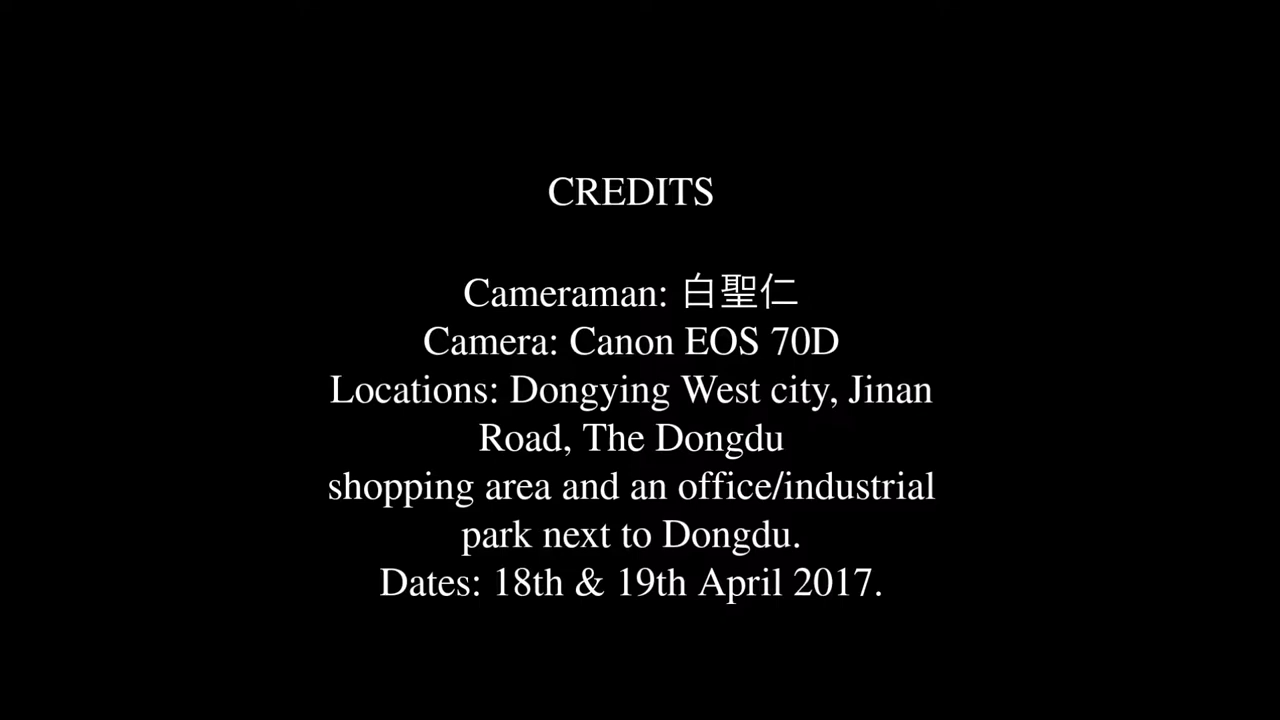 CREDITS
Cameraman: 白聖仁
Camera: Canon EOS 70D
Locations: Dongying West city, Jinan
Road, The Dongdu
shopping area and an office/industrial
park next to Dongdu.
Dates: 18th & 19th April 2017.